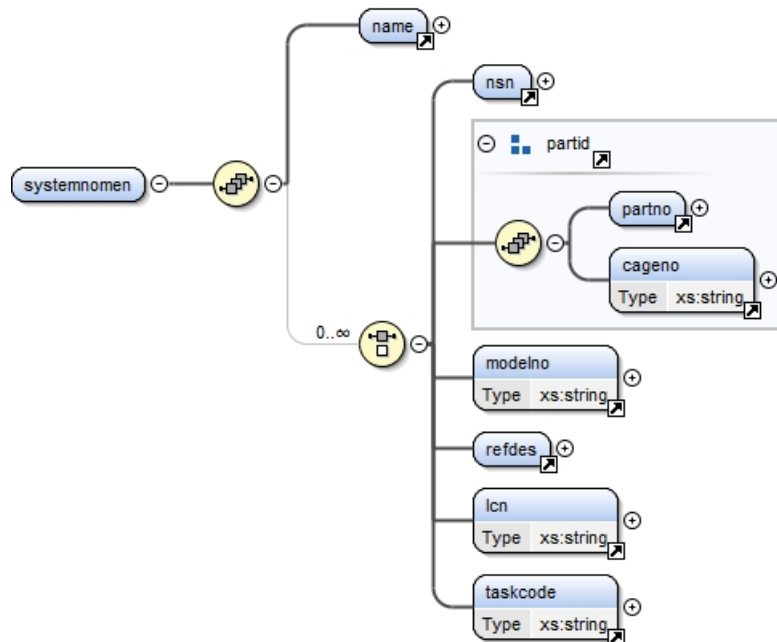 name
nsn
partid
systemnomen
partno
cageno
Type xs:string
0..∞
modelno
Type xs:string
refdes
lcn
Type xs:string
taskcode
Type xs:string